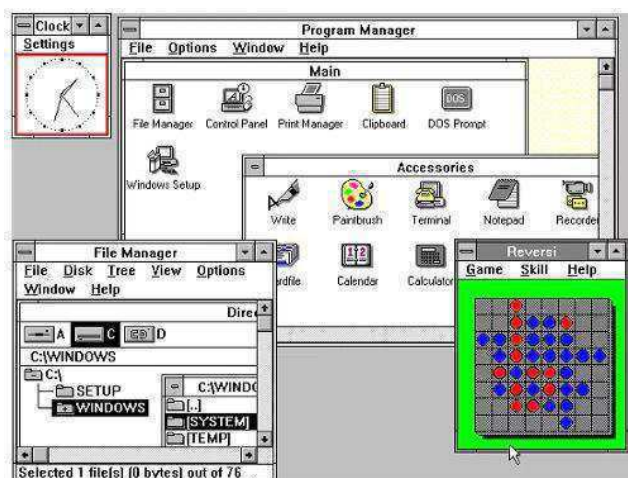 Clock
Settings
Program Manager
File Options Window Help
Main
File Manager Control Panel Print Manager Clipboard DOS Prompt
DOS
Windows Setup
Accessories
Write Paintbrush Terminal Notepad Recorder
rdfile Calendar Calculator
File Manager
File Disk Tree View Options
Window Help
Direc
A C D
C:\WINDOWS
C:\
SETUP
WINDOWS
C:\WIND
[..]
[SYSTEM]
[TEMP]
Selected 1 file[s] (0 bytes) out of 76
Reversi
Game Skill Help